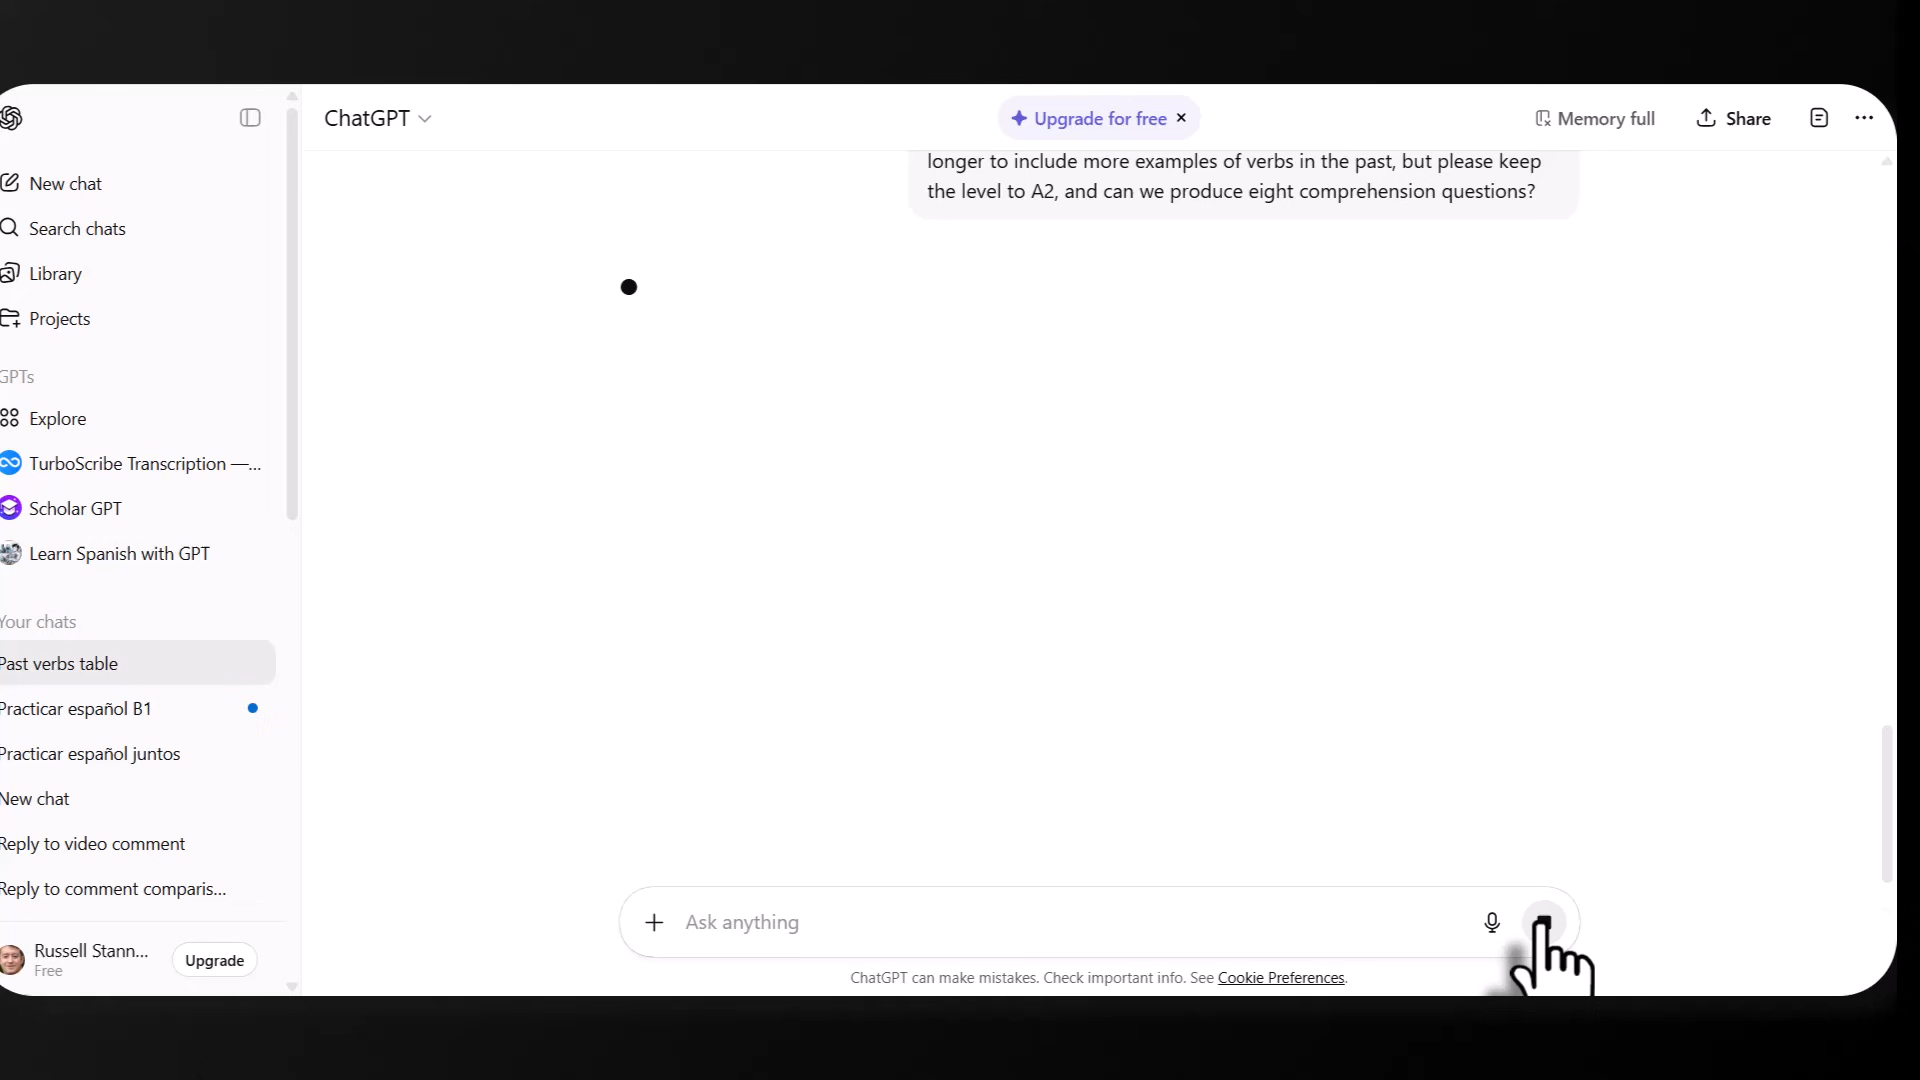 ChatGPT
Upgrade for free
Memory full
Share
New chat
Search chats
Library
Projects
GPTs
Explore
TurboScribe Transcription —...
Scholar GPT
Learn Spanish with GPT
Your chats
Past verbs table
Practicar español B1
Practicar español juntos
New chat
Reply to video comment
Reply to comment comparis...
Russell Stann...
Free
Upgrade
longer to include more examples of verbs in the past, but please keep
the level to A2, and can we produce eight comprehension questions?
Ask anything
ChatGPT can make mistakes. Check important info. See Cookie Preferences.